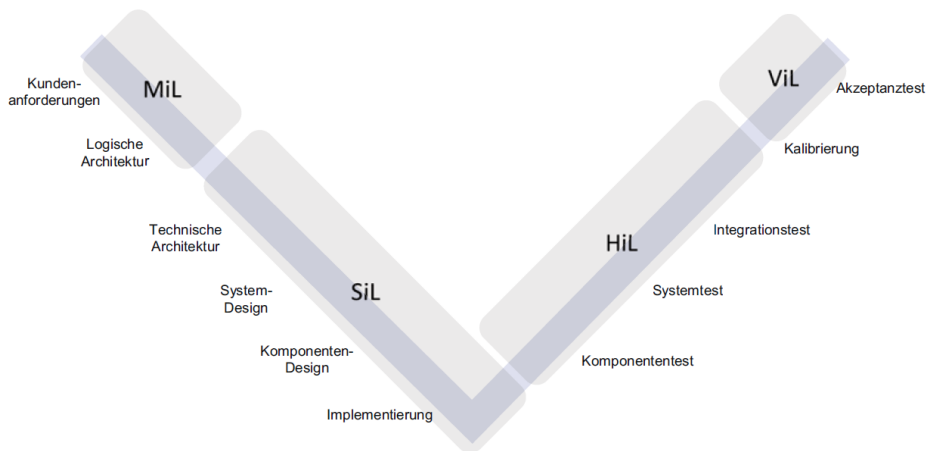 MiL
Kunden-
anforderungen
Logische
Architektur
Technische
Architektur
SiL
System-
Design
Komponenten-
Design
Implementierung
ViL
Akzeptanztest
Kalibrierung
HiL
Integrationstest
Systemtest
Komponententest